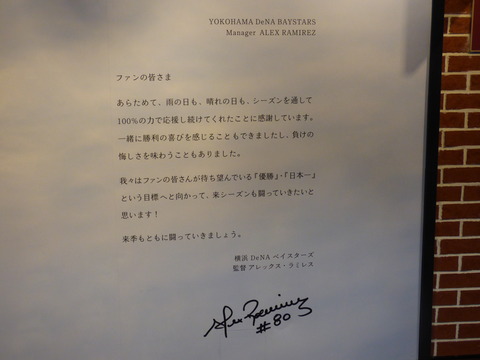 YOKOHAMA DeNA BAYSTARS
Manager ALEX RAMIREZ
ファンの皆さま
あらためて、雨の日も、晴れの日も、シーズンを通して
100%の力で応援し続けてくれたことに感謝しています。
一緒に勝利の喜びを感じることもできましたし、負けの
悔しさを味わうこともありました。
我々はファンの皆さんが待ち望んでいる「優勝」・「日本一」
という目標へと向かって、来シーズンも闘っていきたいと
思います！
来季もともに闘っていきましょう。
横浜 DeNA ベイスターズ
監督 アレックス・ラミレス
Alex Ramirez
#80